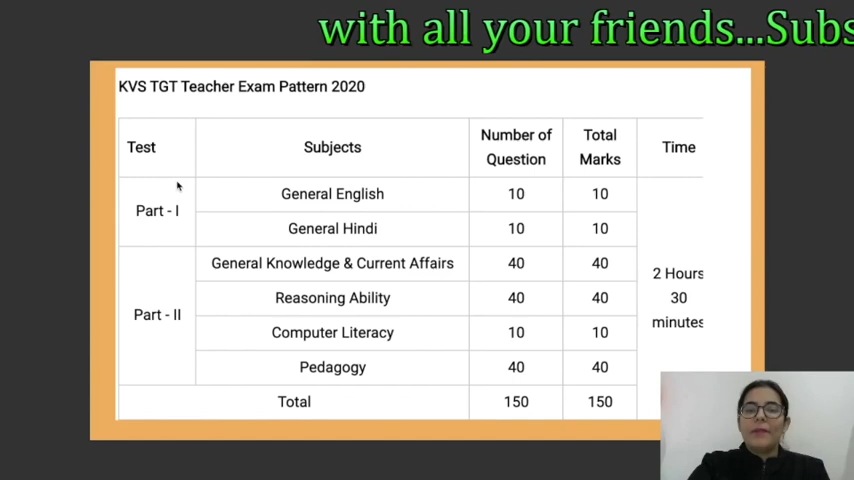 with all your friends...Subs
KVS TGT Teacher Exam Pattern 2020
Test Subjects Number of Question Total Marks Time
Part - I General English 10 10 2 Hours 30 minutes
General Hindi 10 10
Part - II General Knowledge & Current Affairs 40 40
Reasoning Ability 40 40
Computer Literacy 10 10
Pedagogy 40 40
Total 150 150